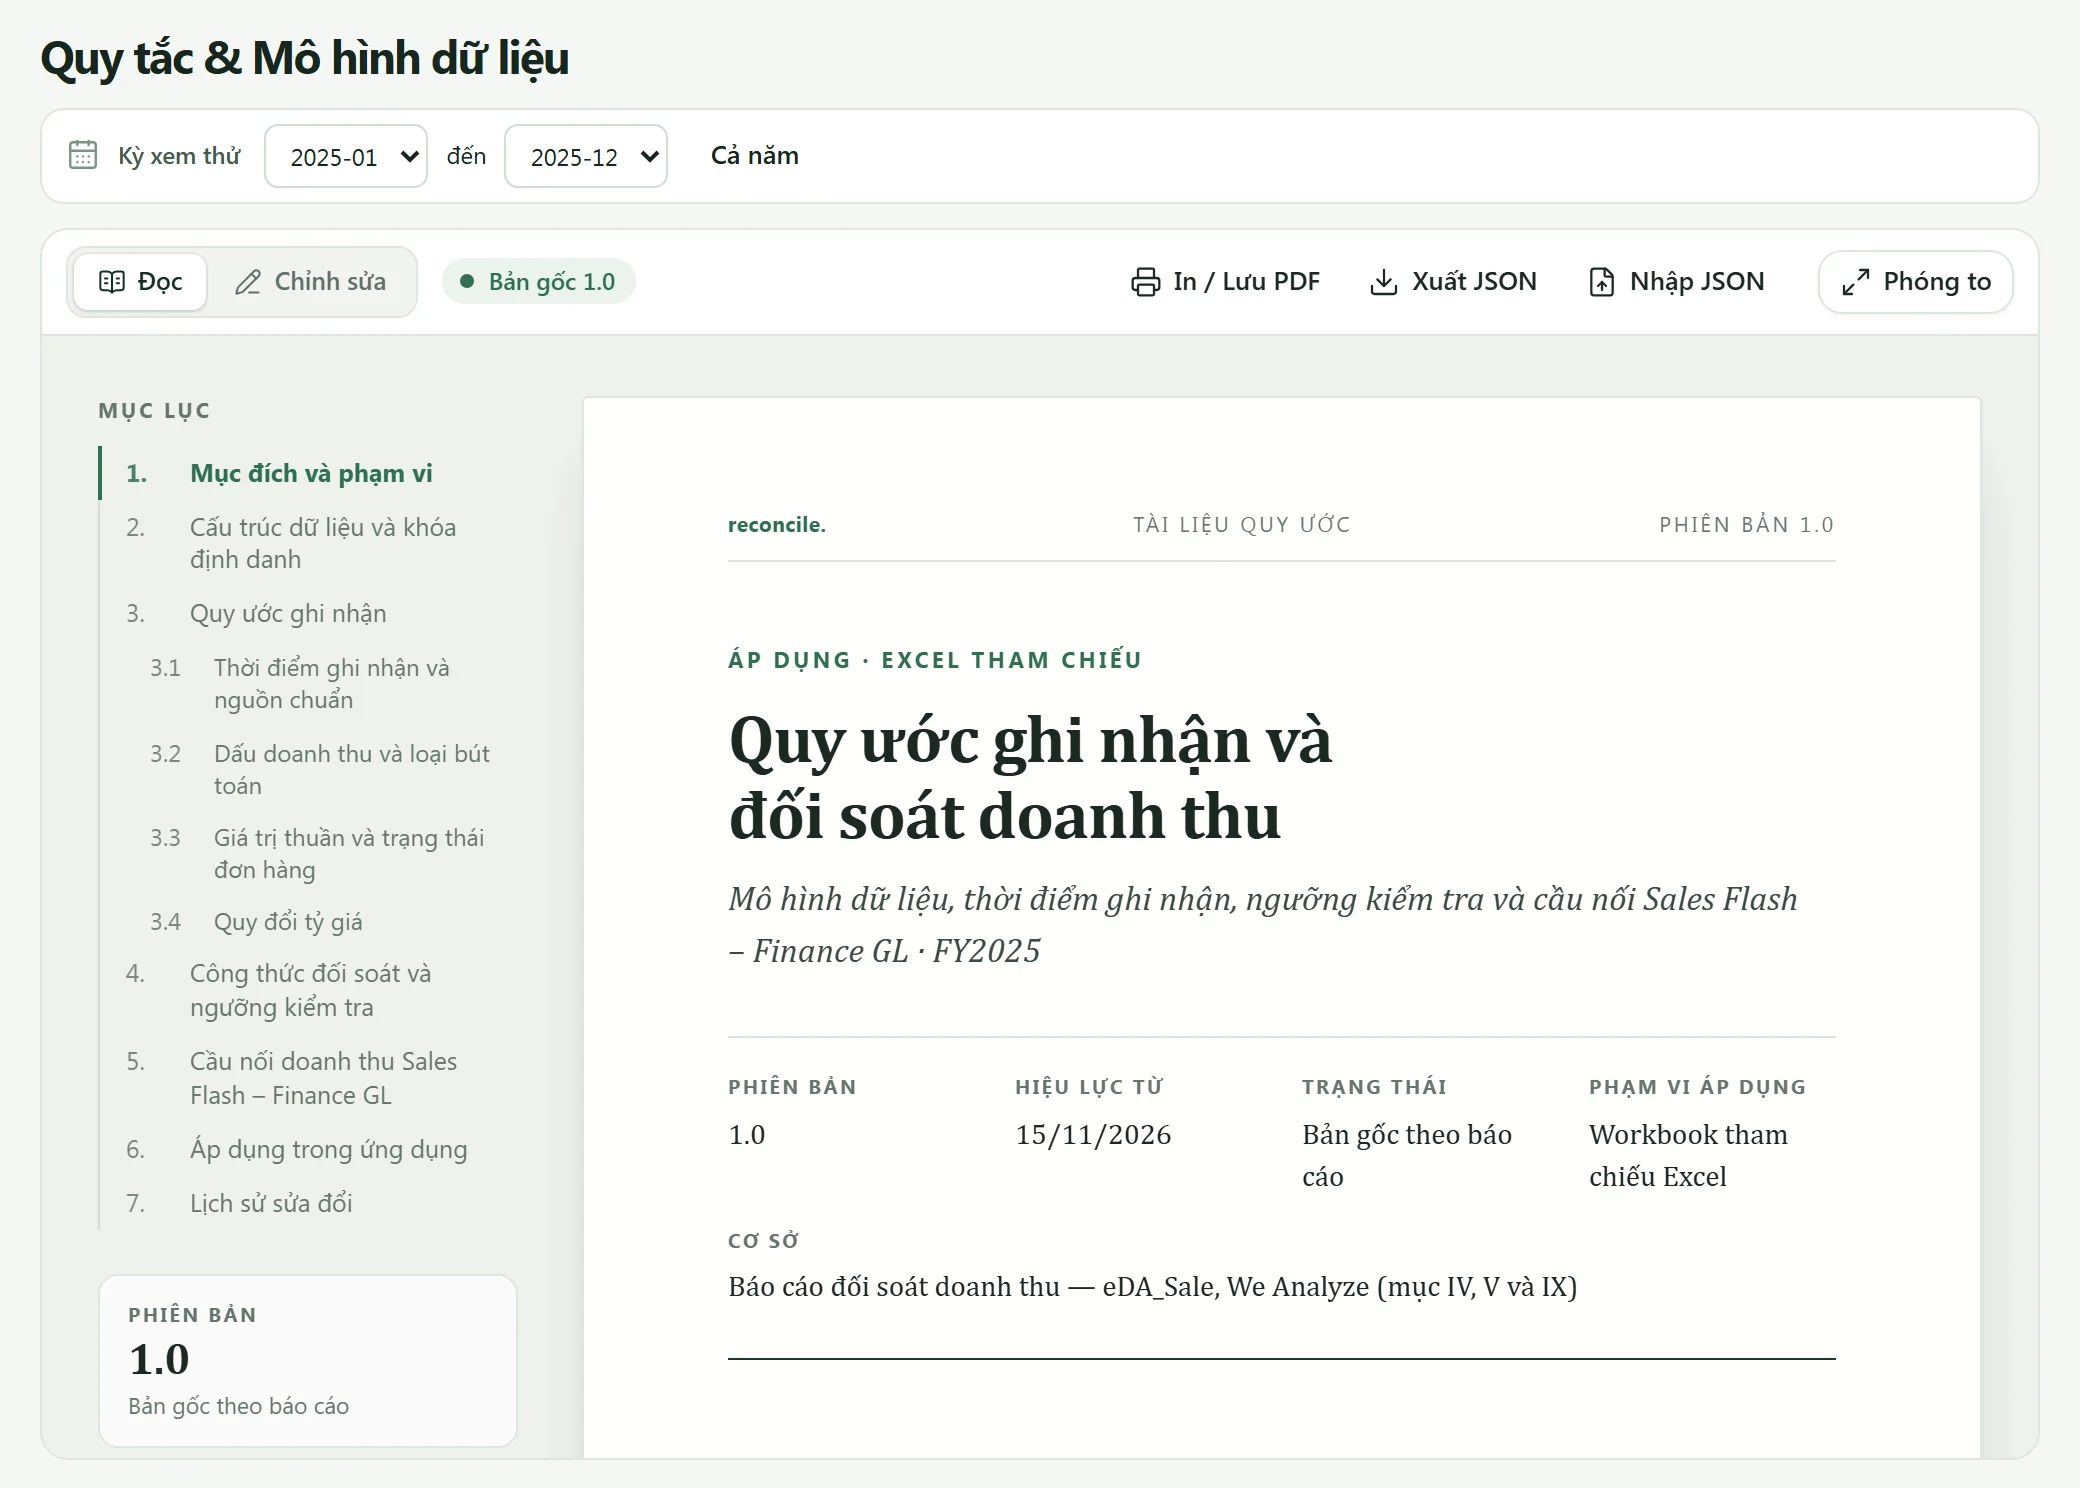 Quy tắc & Mô hình dữ liệu
Kỳ xem thử
2025-01
đến
2025-12
Cả năm
Đọc
Chỉnh sửa
Bản gốc 1.0
In / Lưu PDF
Xuất JSON
Nhập JSON
Phóng to
MỤC LỤC
1. Mục đích và phạm vi
2. Cấu trúc dữ liệu và khóa
định danh
3. Quy ước ghi nhận
3.1 Thời điểm ghi nhận và
nguồn chuẩn
3.2 Dấu doanh thu và loại bút
toán
3.3 Giá trị thuần và trạng thái
đơn hàng
3.4 Quy đổi tỷ giá
4. Công thức đối soát và
ngưỡng kiểm tra
5. Cầu nối doanh thu Sales
Flash – Finance GL
6. Áp dụng trong ứng dụng
7. Lịch sử sửa đổi
PHIÊN BẢN
1.0
Bản gốc theo báo cáo
reconcile.
TÀI LIỆU QUY ƯỚC
PHIÊN BẢN 1.0
ÁP DỤNG · EXCEL THAM CHIẾU
Quy ước ghi nhận và
đối soát doanh thu
Mô hình dữ liệu, thời điểm ghi nhận, ngưỡng kiểm tra và cầu nối Sales Flash
– Finance GL · FY2025
PHIÊN BẢN
1.0
HIỆU LỰC TỪ
15/11/2026
TRẠNG THÁI
Bản gốc theo báo
cáo
PHẠM VI ÁP DỤNG
Workbook tham
chiếu Excel
CƠ SỞ
Báo cáo đối soát doanh thu — eDA_Sale, We Analyze (mục IV, V và IX)